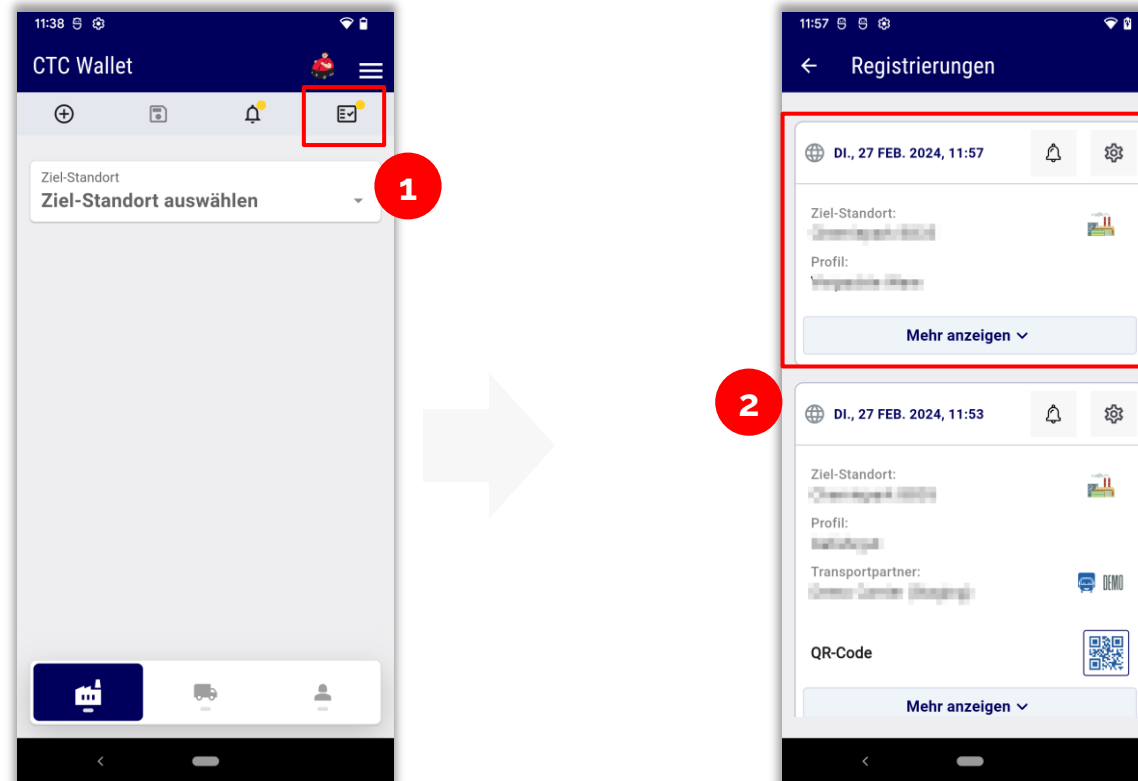 11:38
CTC Wallet
Ziel-Standort
Ziel-Standort auswählen
1
2
11:57
Registrierungen
DI., 27 FEB. 2024, 11:57
Ziel-Standort:
Profil:
Mehr anzeigen
DI., 27 FEB. 2024, 11:53
Ziel-Standort:
Profil:
Transportpartner:
DEMO
QR-Code
Mehr anzeigen